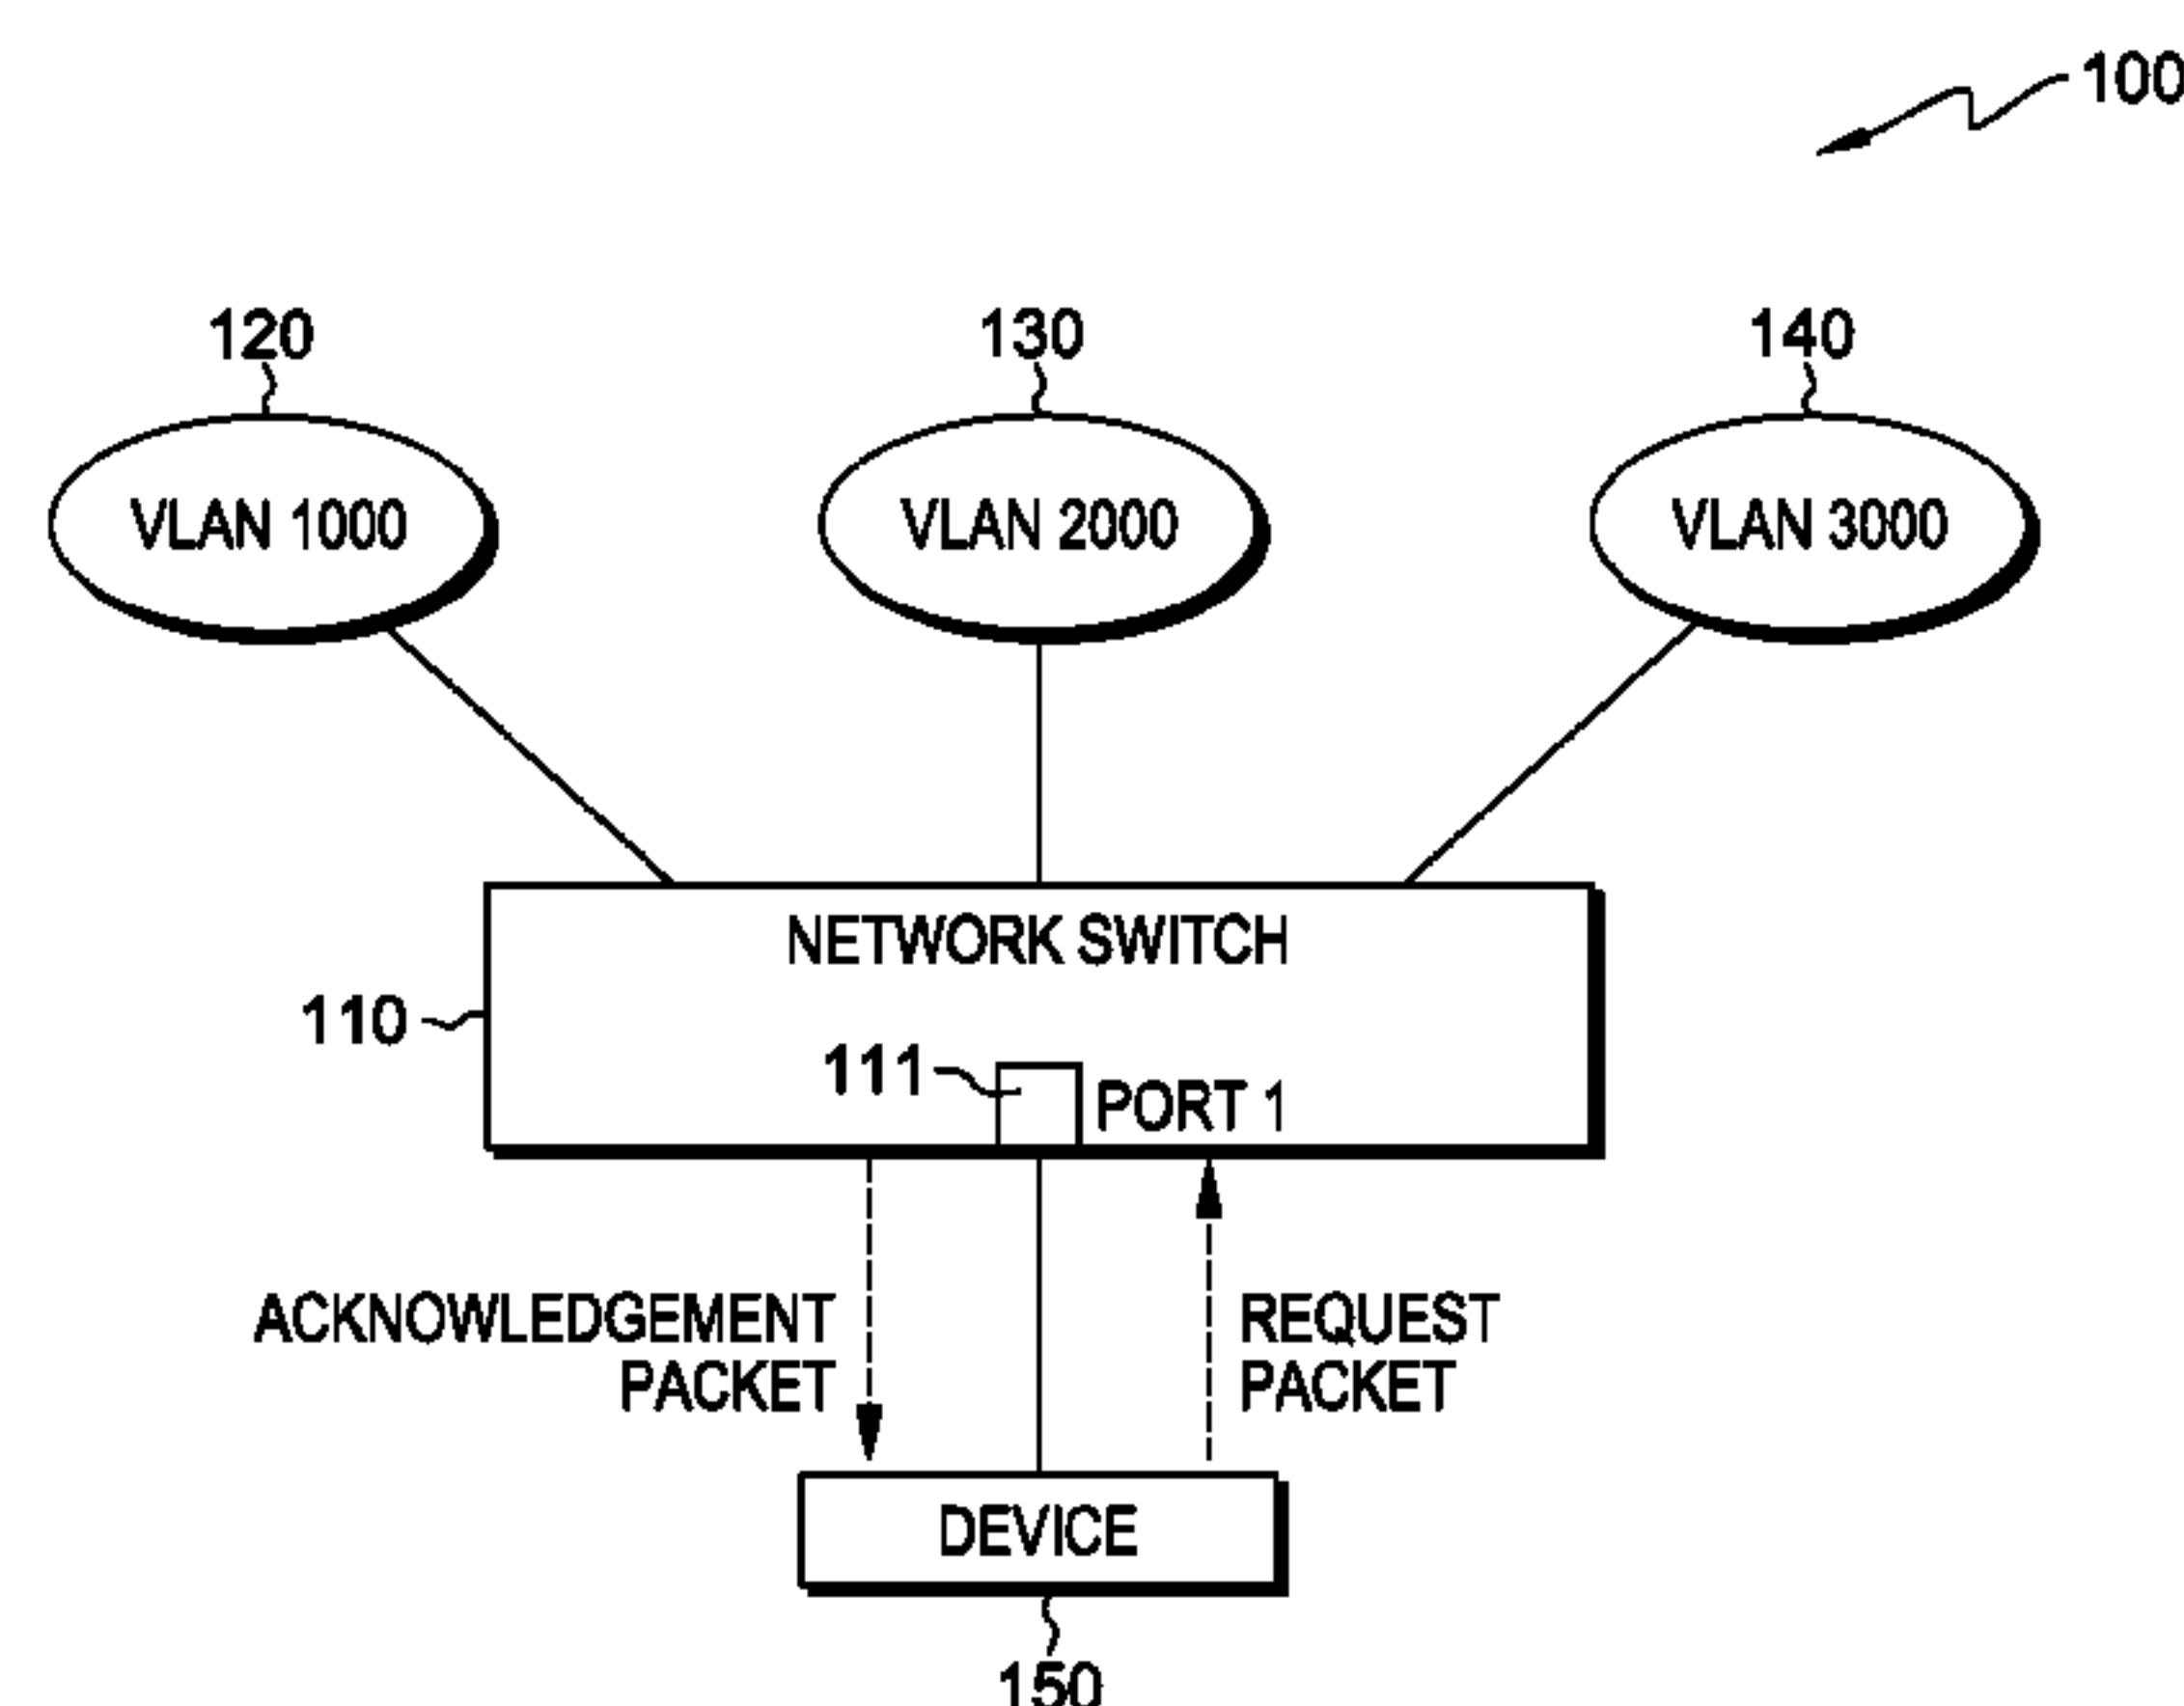 100
120
130
140
VLAN 1000
VLAN 2000
VLAN 3000
NETWORK SWITCH
110
111
PORT 1
ACKNOWLEDGEMENT
PACKET
REQUEST
PACKET
DEVICE
150